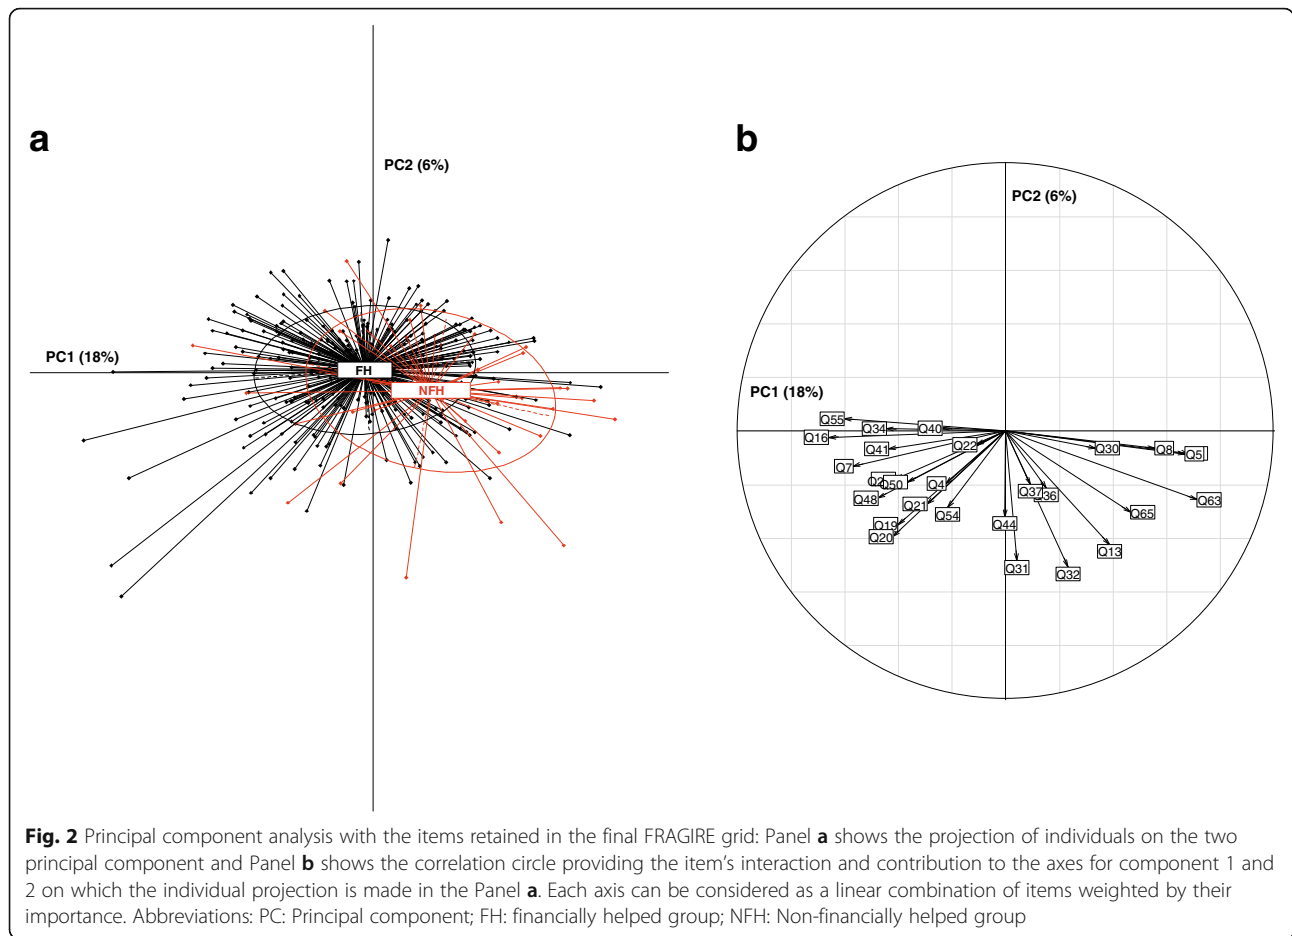 a
b
PC2 (6%)
PC1 (18%)
FH
NFH
PC2 (6%)
PC1 (18%)
Q55
Q34
Q40
Q16
Q41
Q22
Q7
Q50
Q4
Q48
Q21
Q54
Q19
Q20
Q44
Q37
Q36
Q31
Q32
Q13
Q65
Q63
Q30
Q8
Q5
Fig. 2 Principal component analysis with the items retained in the final FRAGIRE grid: Panel a shows the projection of individuals on the two
principal component and Panel b shows the correlation circle providing the item's interaction and contribution to the axes for component 1 and
2 on which the individual projection is made in the Panel a. Each axis can be considered as a linear combination of items weighted by their
importance. Abbreviations: PC: Principal component; FH: financially helped group; NFH: Non-financially helped group